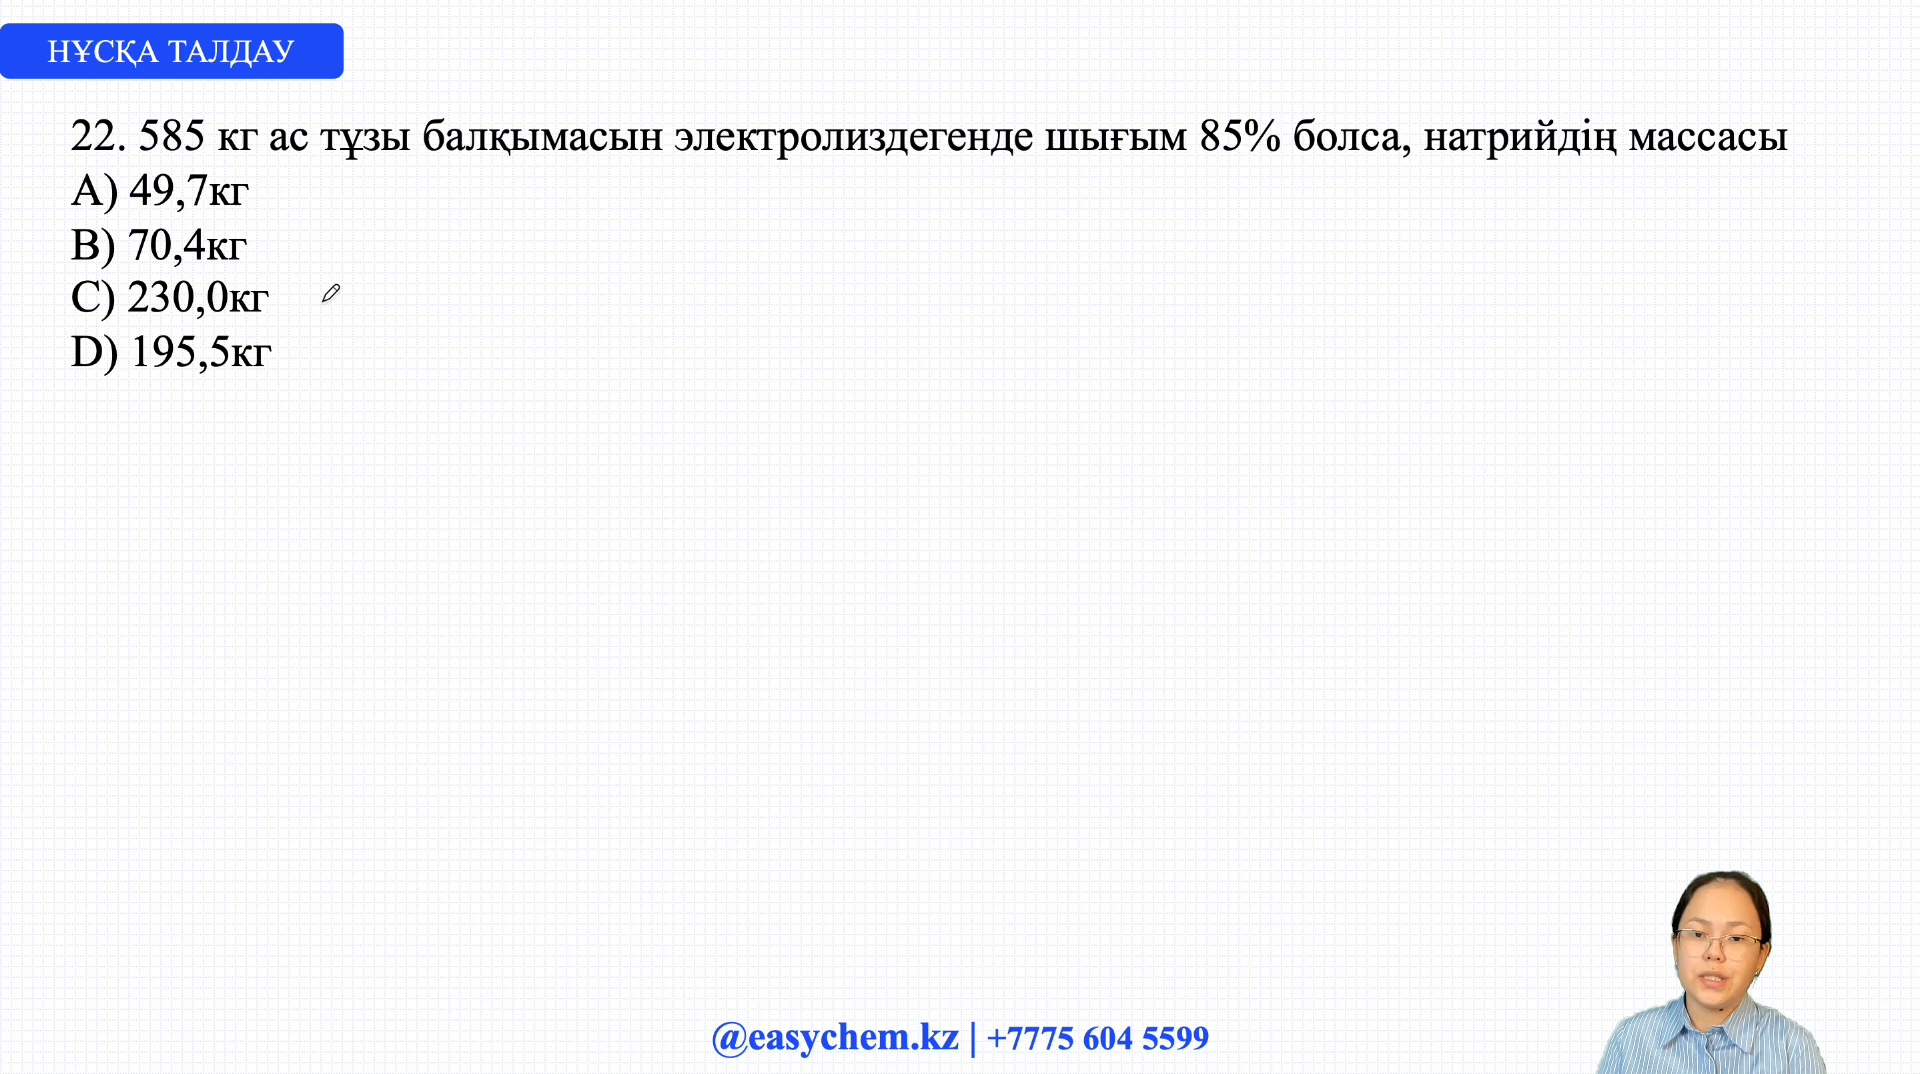 НҰСҚА ТАЛДАУ
22. 585 кг ас тұзы балқымасын электролиздегенде шығым 85% болса, натрийдің массасы
A) 49,7кг
B) 70,4кг
C) 230,0кг
D) 195,5кг
@easychem.kz | +7775 604 5599